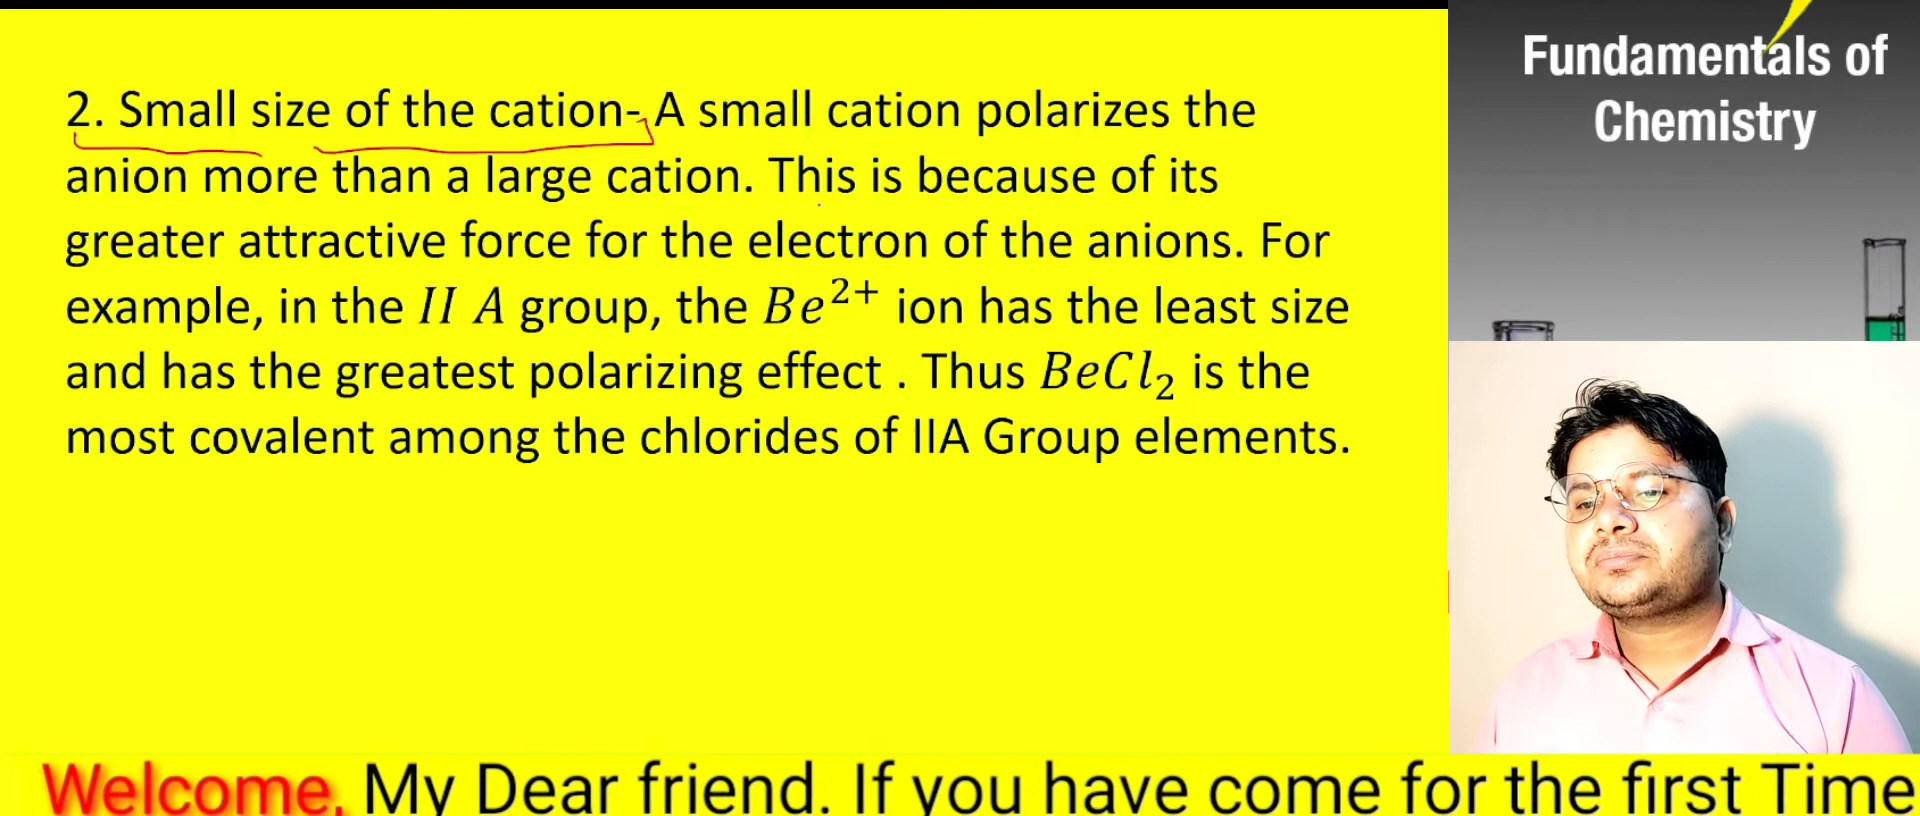 2. Small size of the cation- A small cation polarizes the
anion more than a large cation. This is because of its
greater attractive force for the electron of the anions. For
example, in the II A group, the Be²⁺ ion has the least size
and has the greatest polarizing effect . Thus BeCl₂ is the
most covalent among the chlorides of IIA Group elements.
Fundamentals of
Chemistry
Welcome, My Dear friend. If you have come for the first Time